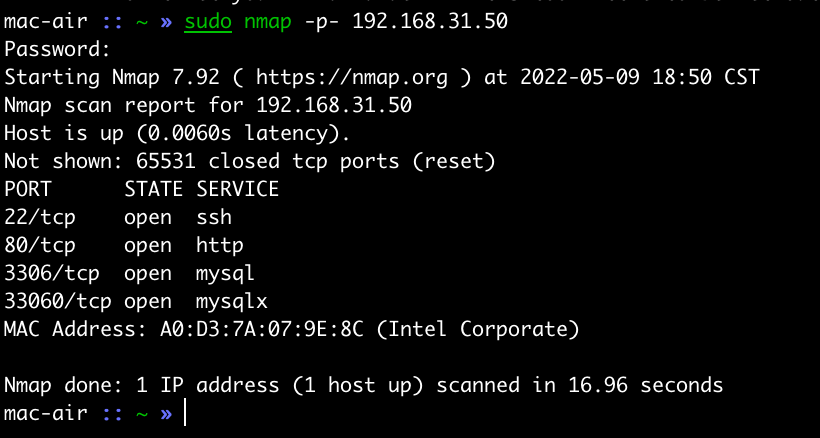 mac-air :: ~ » sudo nmap -p- 192.168.31.50
Password:
Starting Nmap 7.92 ( https://nmap.org ) at 2022-05-09 18:50 CST
Nmap scan report for 192.168.31.50
Host is up (0.0060s latency).
Not shown: 65531 closed tcp ports (reset)
PORT      STATE SERVICE
22/tcp    open  ssh
80/tcp    open  http
3306/tcp  open  mysql
33060/tcp open  mysqlx
MAC Address: A0:D3:7A:07:9E:8C (Intel Corporate)
Nmap done: 1 IP address (1 host up) scanned in 16.96 seconds
mac-air :: ~ »